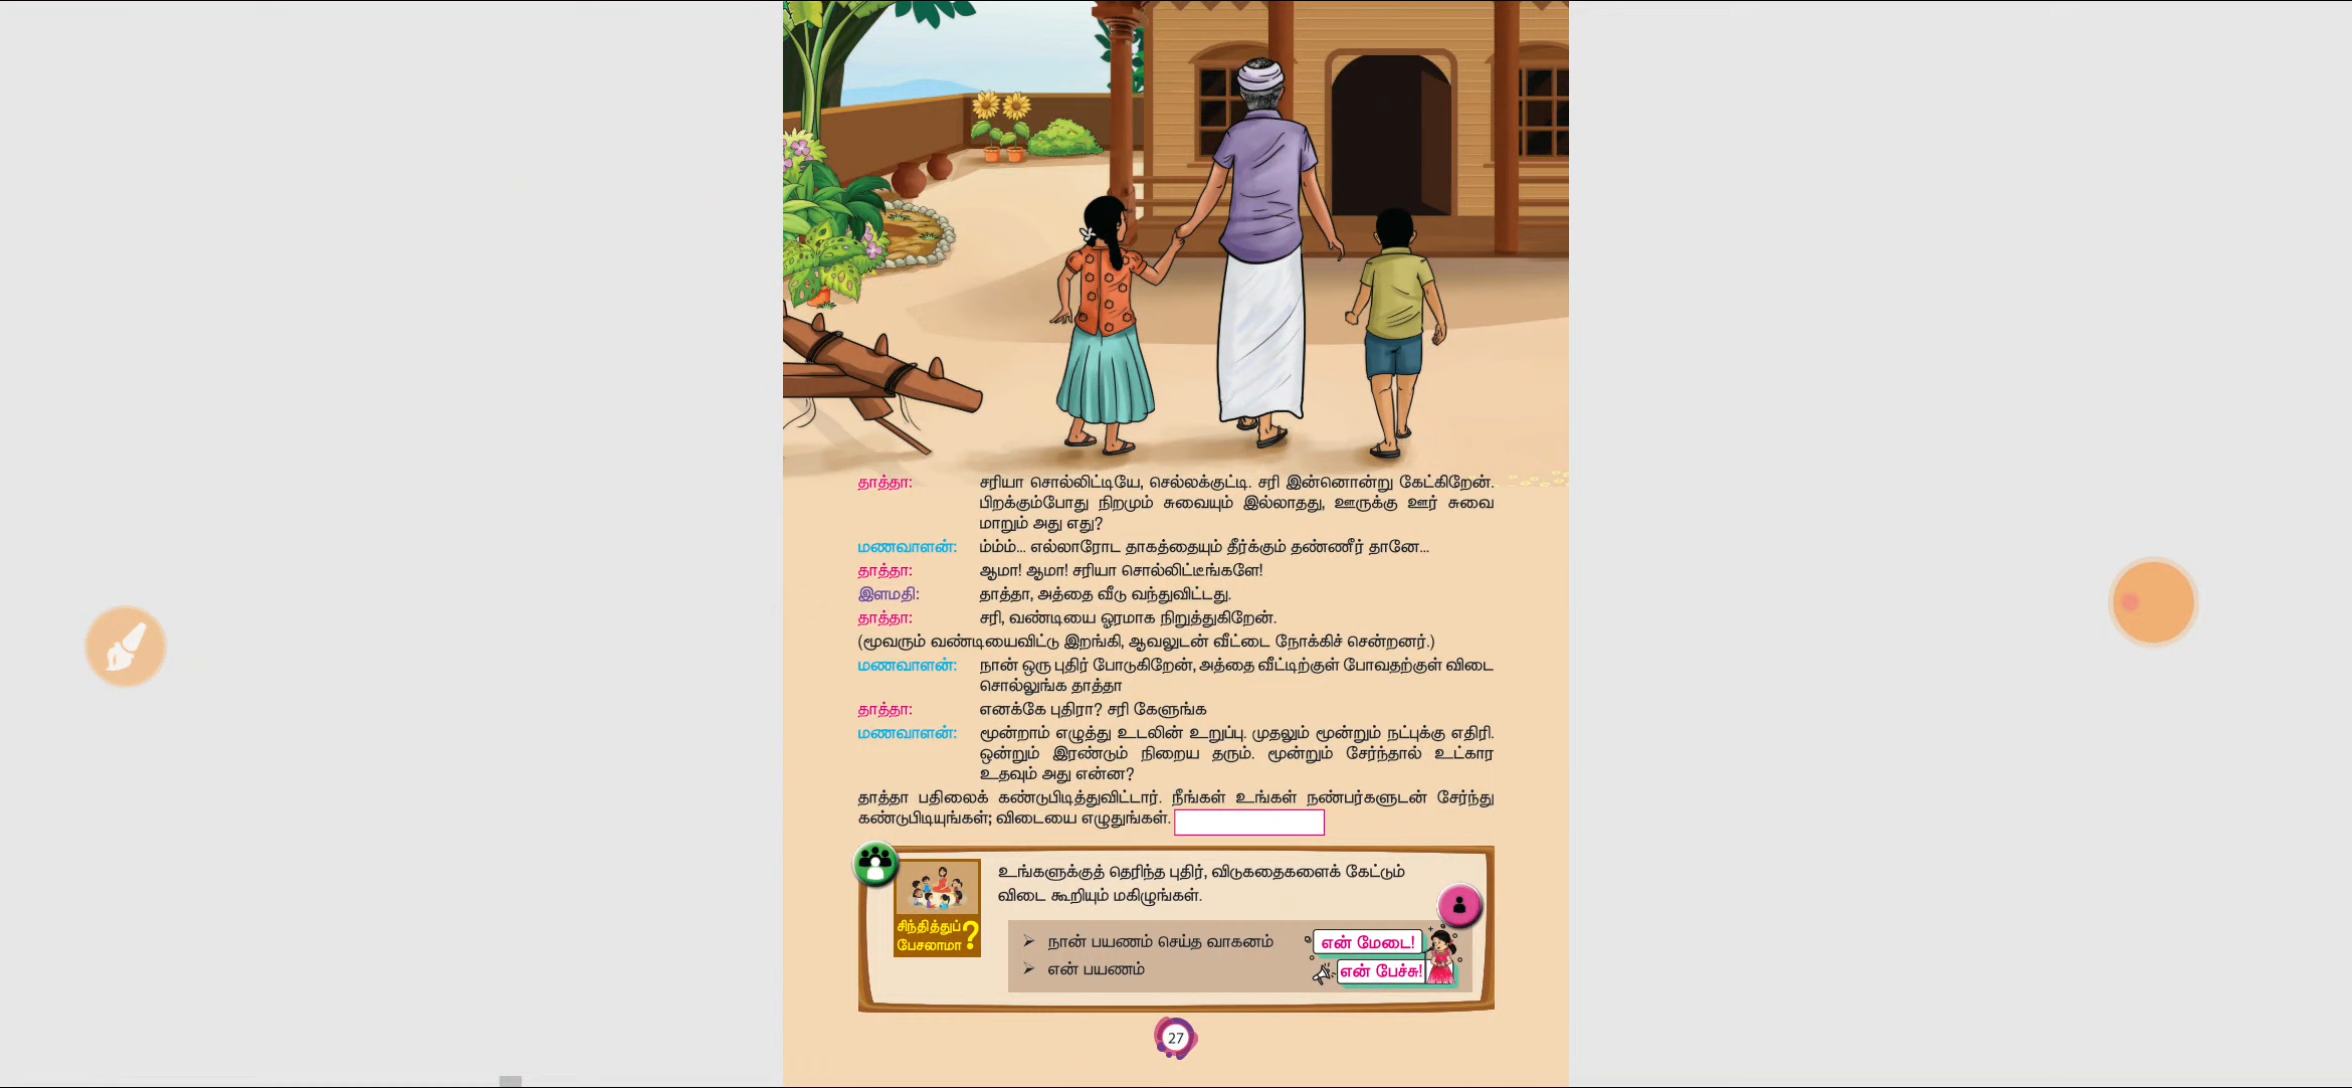 தாத்தா: சரியா சொல்லிட்டியே, செல்லக்குட்டி. சரி இன்னொன்று கேட்கிறேன்.
பிறக்கும்போது நிறமும் சுவையும் இல்லாதது, ஊருக்கு ஊர் சுவை
மாறும் அது எது?
மணவாளன்: ம்ம்ம்... எல்லாரோட தாகத்தையும் தீர்க்கும் தண்ணீர் தானே...
தாத்தா: ஆமா! ஆமா! சரியா சொல்லிட்டீங்களே!
இளமதி: தாத்தா, அத்தை வீடு வந்துவிட்டது.
தாத்தா: சரி, வண்டியை ஓரமாக நிறுத்துகிறேன்.
(மூவரும் வண்டியைவிட்டு இறங்கி, ஆவலுடன் வீட்டை நோக்கிச் சென்றனர்.)
மணவாளன்: நான் ஒரு புதிர் போடுகிறேன், அத்தை வீட்டிற்குள் போவதற்குள் விடை
சொல்லுங்க தாத்தா
தாத்தா: எனக்கே புதிரா? சரி கேளுங்க
மணவாளன்: மூன்றாம் எழுத்து உடலின் உறுப்பு. முதலும் மூன்றும் நட்புக்கு எதிரி.
ஒன்றும் இரண்டும் நிறைய தரும். மூன்றும் சேர்ந்தால் உட்கார
உதவும் அது என்ன?
தாத்தா பதிலைக் கண்டுபிடித்துவிட்டார். நீங்கள் உங்கள் நண்பர்களுடன் சேர்ந்து
கண்டுபிடியுங்கள்; விடையை எழுதுங்கள்.
சிந்தித்துப்
பேசலாமா?
உங்களுக்குத் தெரிந்த புதிர், விடுகதைகளைக் கேட்டும்
விடை கூறியும் மகிழுங்கள்.
➢ நான் பயணம் செய்த வாகனம்
➢ என் பயணம்
என் மேடை!
என் பேச்சு!
27